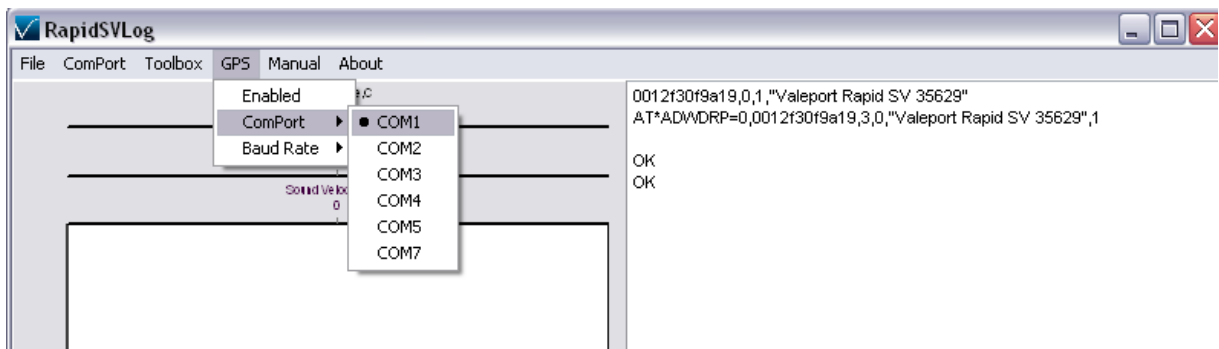 RapidSVLog
File ComPort Toolbox GPS Manual About
Enabled
ComPort
Baud Rate
COM1
COM2
COM3
COM4
COM5
COM7
Sound
0
0012f30f9a19,0,1,"Valeport Rapid SV 35629"
AT*ADWDRP=0,0012f30f9a19,3,0,"Valeport Rapid SV 35629",1
OK
OK